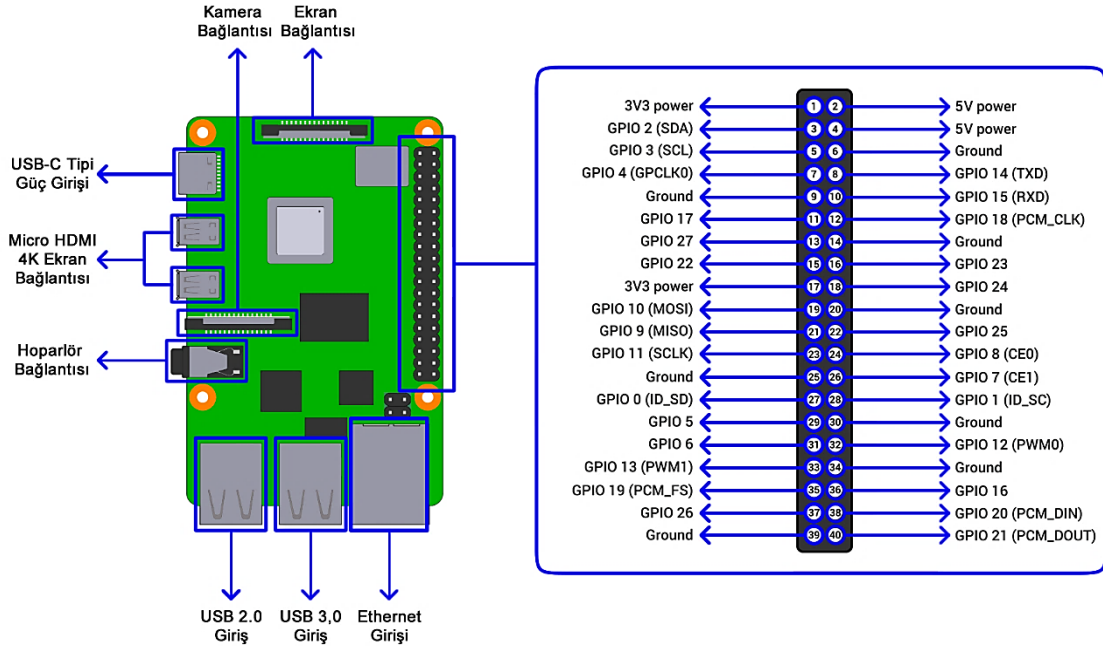 Kamera
Bağlantısı
Ekran
Bağlantısı
USB-C Tipi
Güç Girişi
Micro HDMI
4K Ekran
Bağlantısı
Hoparlör
Bağlantısı
USB 2.0
Giriş
USB 3,0
Giriş
Ethernet
Girişi
3V3 power 1 2 5V power
GPIO 2 (SDA) 3 4 5V power
GPIO 3 (SCL) 5 6 Ground
GPIO 4 (GPCLK0) 7 8 GPIO 14 (TXD)
Ground 9 10 GPIO 15 (RXD)
GPIO 17 11 12 GPIO 18 (PCM_CLK)
GPIO 27 13 14 Ground
GPIO 22 15 16 GPIO 23
3V3 power 17 18 GPIO 24
GPIO 10 (MOSI) 19 20 Ground
GPIO 9 (MISO) 21 22 GPIO 25
GPIO 11 (SCLK) 23 24 GPIO 8 (CE0)
Ground 25 26 GPIO 7 (CE1)
GPIO 0 (ID_SD) 27 28 GPIO 1 (ID_SC)
GPIO 5 29 30 Ground
GPIO 6 31 32 GPIO 12 (PWM0)
GPIO 13 (PWM1) 33 34 Ground
GPIO 19 (PCM_FS) 35 36 GPIO 16
GPIO 26 37 38 GPIO 20 (PCM_DIN)
Ground 39 40 GPIO 21 (PCM_DOUT)